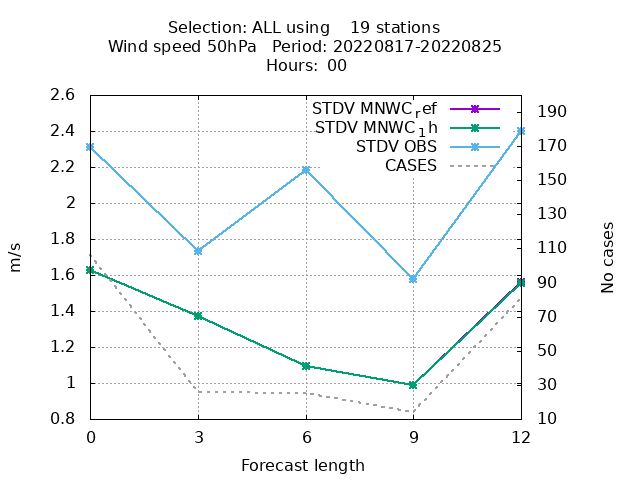 Selection: ALL using    19 stations
Wind speed 50hPa   Period: 20220817-20220825
Hours: 00
STDV MNWC_ref
STDV MNWC_1h
STDV OBS
CASES
2.6
2.4
2.2
2
1.8
1.6
1.4
1.2
1
0.8
190
170
150
130
110
90
70
50
30
10
0 3 6 9 12
m/s
No cases
Forecast length